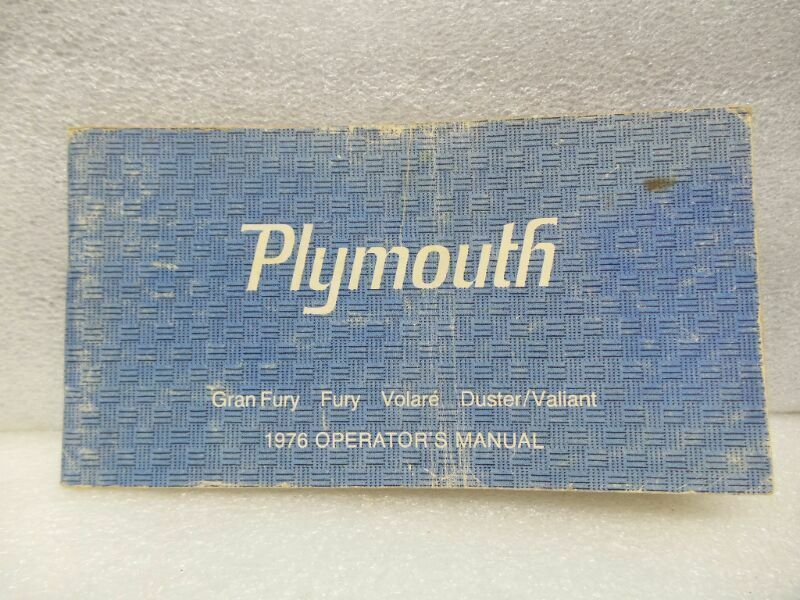 Plymouth
Gran Fury Fury Volaré Duster/Valiant
1976 OPERATOR'S MANUAL